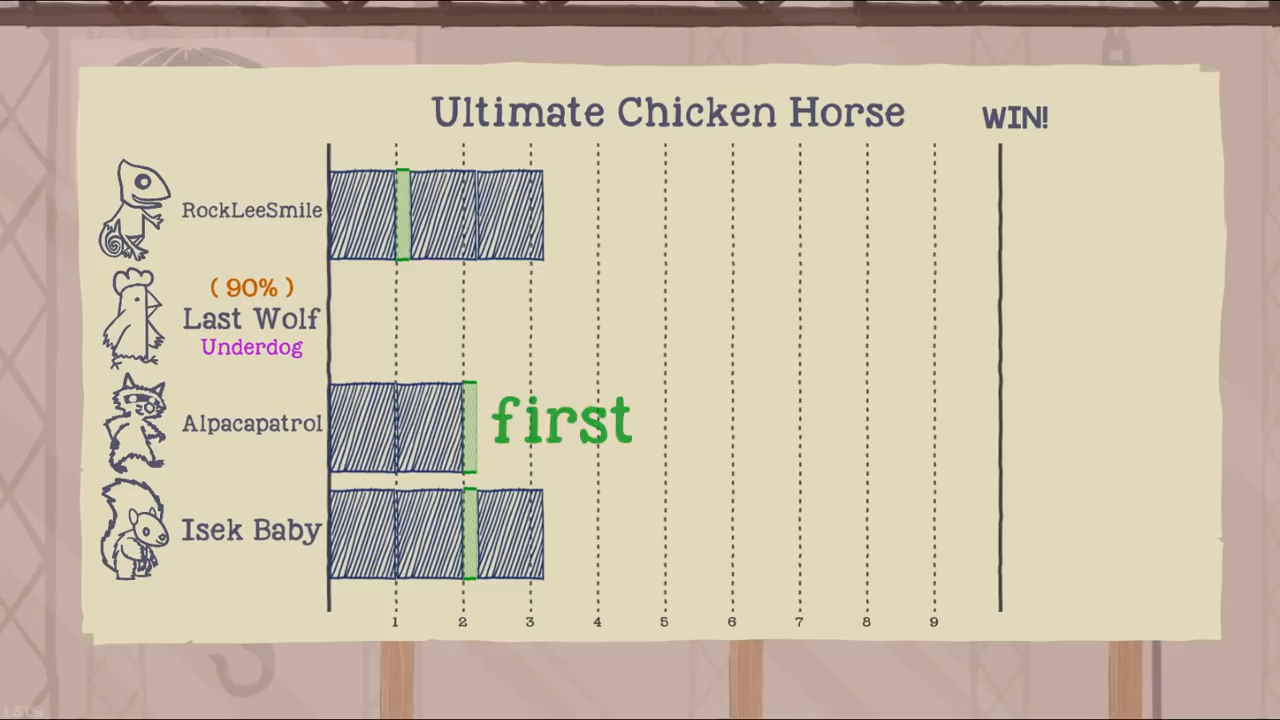 Ultimate Chicken Horse
WIN!
RockLeeSmile
( 90% )
Last Wolf
Underdog
Alpacapatrol
first
Isek Baby
1 2 3 4 5 6 7 8 9